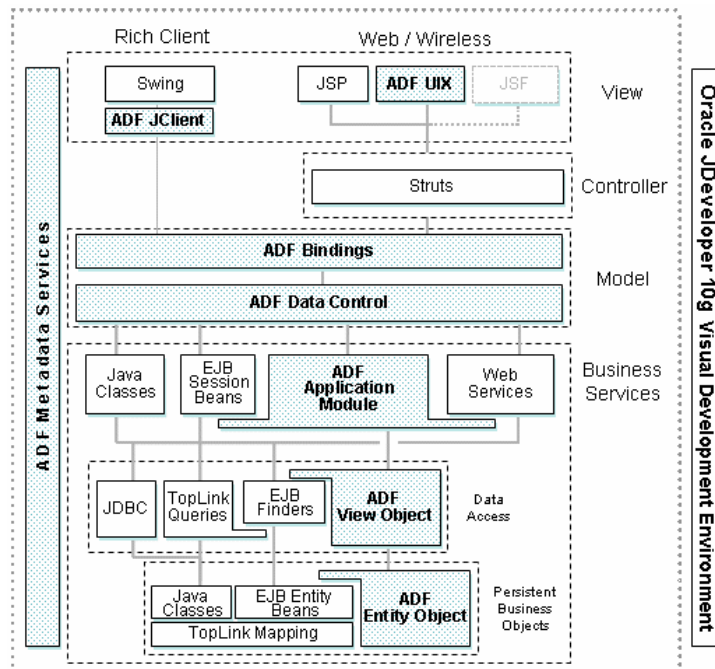 Rich Client
Web / Wireless
Swing
JSP
ADF UIX
JSF
View
ADF JClient
Struts
Controller
ADF Bindings
Model
ADF Data Control
Java
Classes
EJB
Session
Beans
ADF
Application
Module
Web
Services
Business
Services
JDBC
TopLink
Queries
EJB
Finders
ADF
View Object
Data
Access
Java
Classes
EJB Entity
Beans
ADF
Entity Object
TopLink Mapping
Persistent
Business
Objects
ADF Metadata Services
Oracle JDeveloper 10g Visual Development Environment